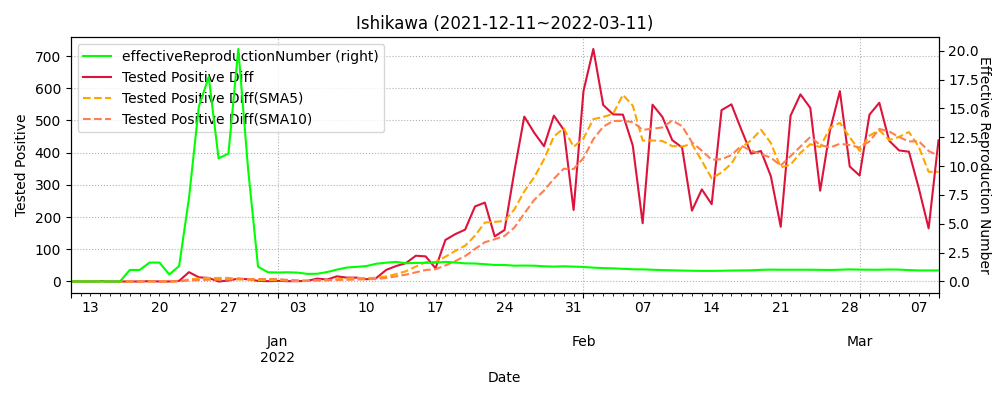 Ishikawa (2021-12-11~2022-03-11)
effectiveReproductionNumber (right)
Tested Positive Diff
Tested Positive Diff(SMA5)
Tested Positive Diff(SMA10)
Tested Positive
700
600
500
400
300
200
100
0
20.0
17.5
15.0
12.5
10.0
7.5
5.0
2.5
0.0
Effective Reproduction Number
13 20 27 03 10 17 24 31 07 14 21 28 07
Jan Feb Mar
2022
Date